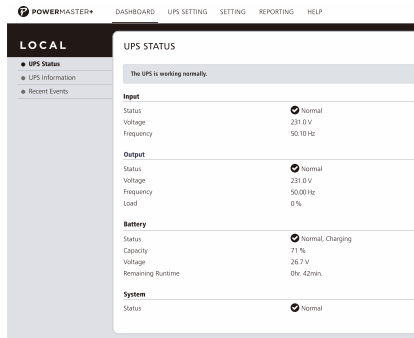 POWERMASTER+ DASHBOARD UPS SETTING SETTING REPORTING HELP
LOCAL
UPS Status
UPS Information
Recent Events
UPS STATUS
The UPS is working normally.
Input
Status Normal
Voltage 231.0 V
Frequency 50.10 Hz
Output
Status Normal
Voltage 231.0 V
Frequency 50.00 Hz
Load 0 %
Battery
Status Normal, Charging
Capacity 71 %
Voltage 26.7 V
Remaining Runtime 0hr. 42min.
System
Status Normal